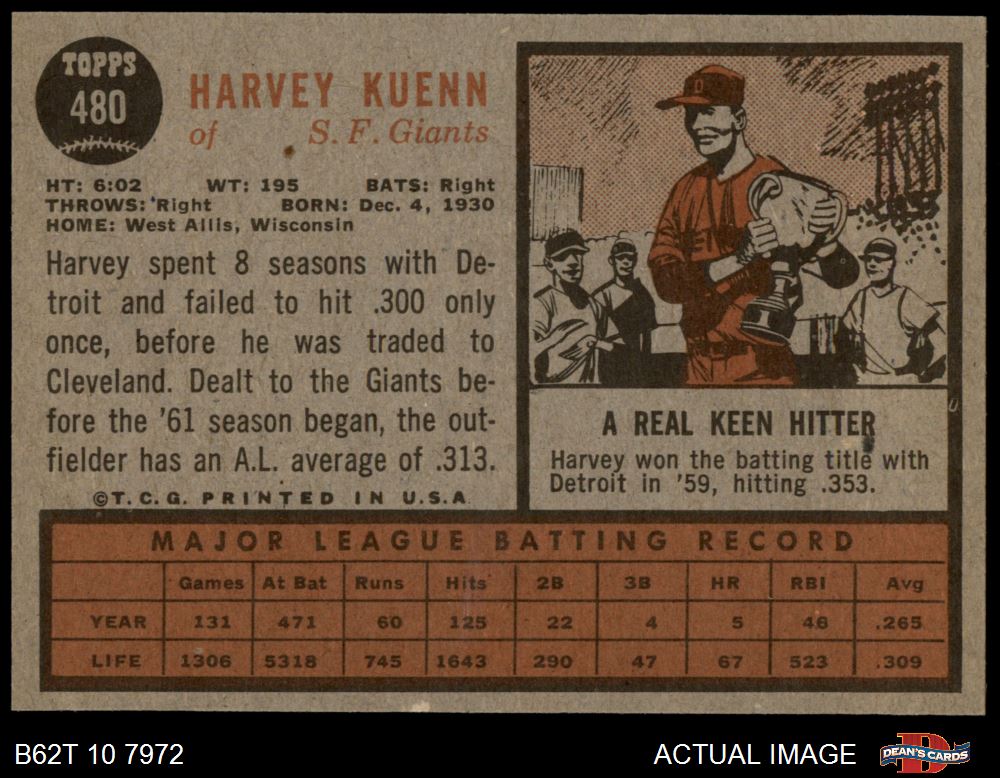 TOPPS
480
HARVEY KUENN
of S. F. Giants
HT: 6:02 WT: 195 BATS: Right
THROWS: Right BORN: Dec. 4, 1930
HOME: West Allis, Wisconsin
Harvey spent 8 seasons with De-
troit and failed to hit .300 only
once, before he was traded to
Cleveland. Dealt to the Giants be-
fore the '61 season began, the out-
fielder has an A.L. average of .313.
©T. C. G. PRINTED IN U.S.A.
D
A REAL KEEN HITTER
Harvey won the batting title with
Detroit in '59, hitting .353.
MAJOR LEAGUE BATTING RECORD
Games At Bat Runs Hits 2B 3B HR RBI Avg
YEAR 131 471 60 125 22 4 5 46 .265
LIFE 1306 5318 745 1643 290 47 67 523 .309
B62T 10 7972
ACTUAL IMAGE
D
DEAN'S CARDS